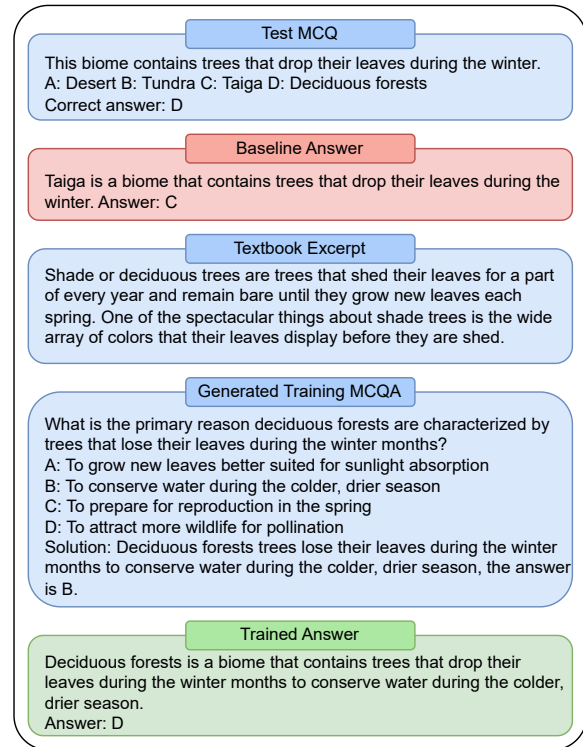 Test MCQ
This biome contains trees that drop their leaves during the winter.
A: Desert B: Tundra C: Taiga D: Deciduous forests
Correct answer: D
Baseline Answer
Taiga is a biome that contains trees that drop their leaves during the
winter. Answer: C
Textbook Excerpt
Shade or deciduous trees are trees that shed their leaves for a part
of every year and remain bare until they grow new leaves each
spring. One of the spectacular things about shade trees is the wide
array of colors that their leaves display before they are shed.
Generated Training MCQA
What is the primary reason deciduous forests are characterized by
trees that lose their leaves during the winter months?
A: To grow new leaves better suited for sunlight absorption
B: To conserve water during the colder, drier season
C: To prepare for reproduction in the spring
D: To attract more wildlife for pollination
Solution: Deciduous forests trees lose their leaves during the winter
months to conserve water during the colder, drier season, the answer
is B.
Trained Answer
Deciduous forests is a biome that contains trees that drop their
leaves during the winter months to conserve water during the colder,
drier season.
Answer: D